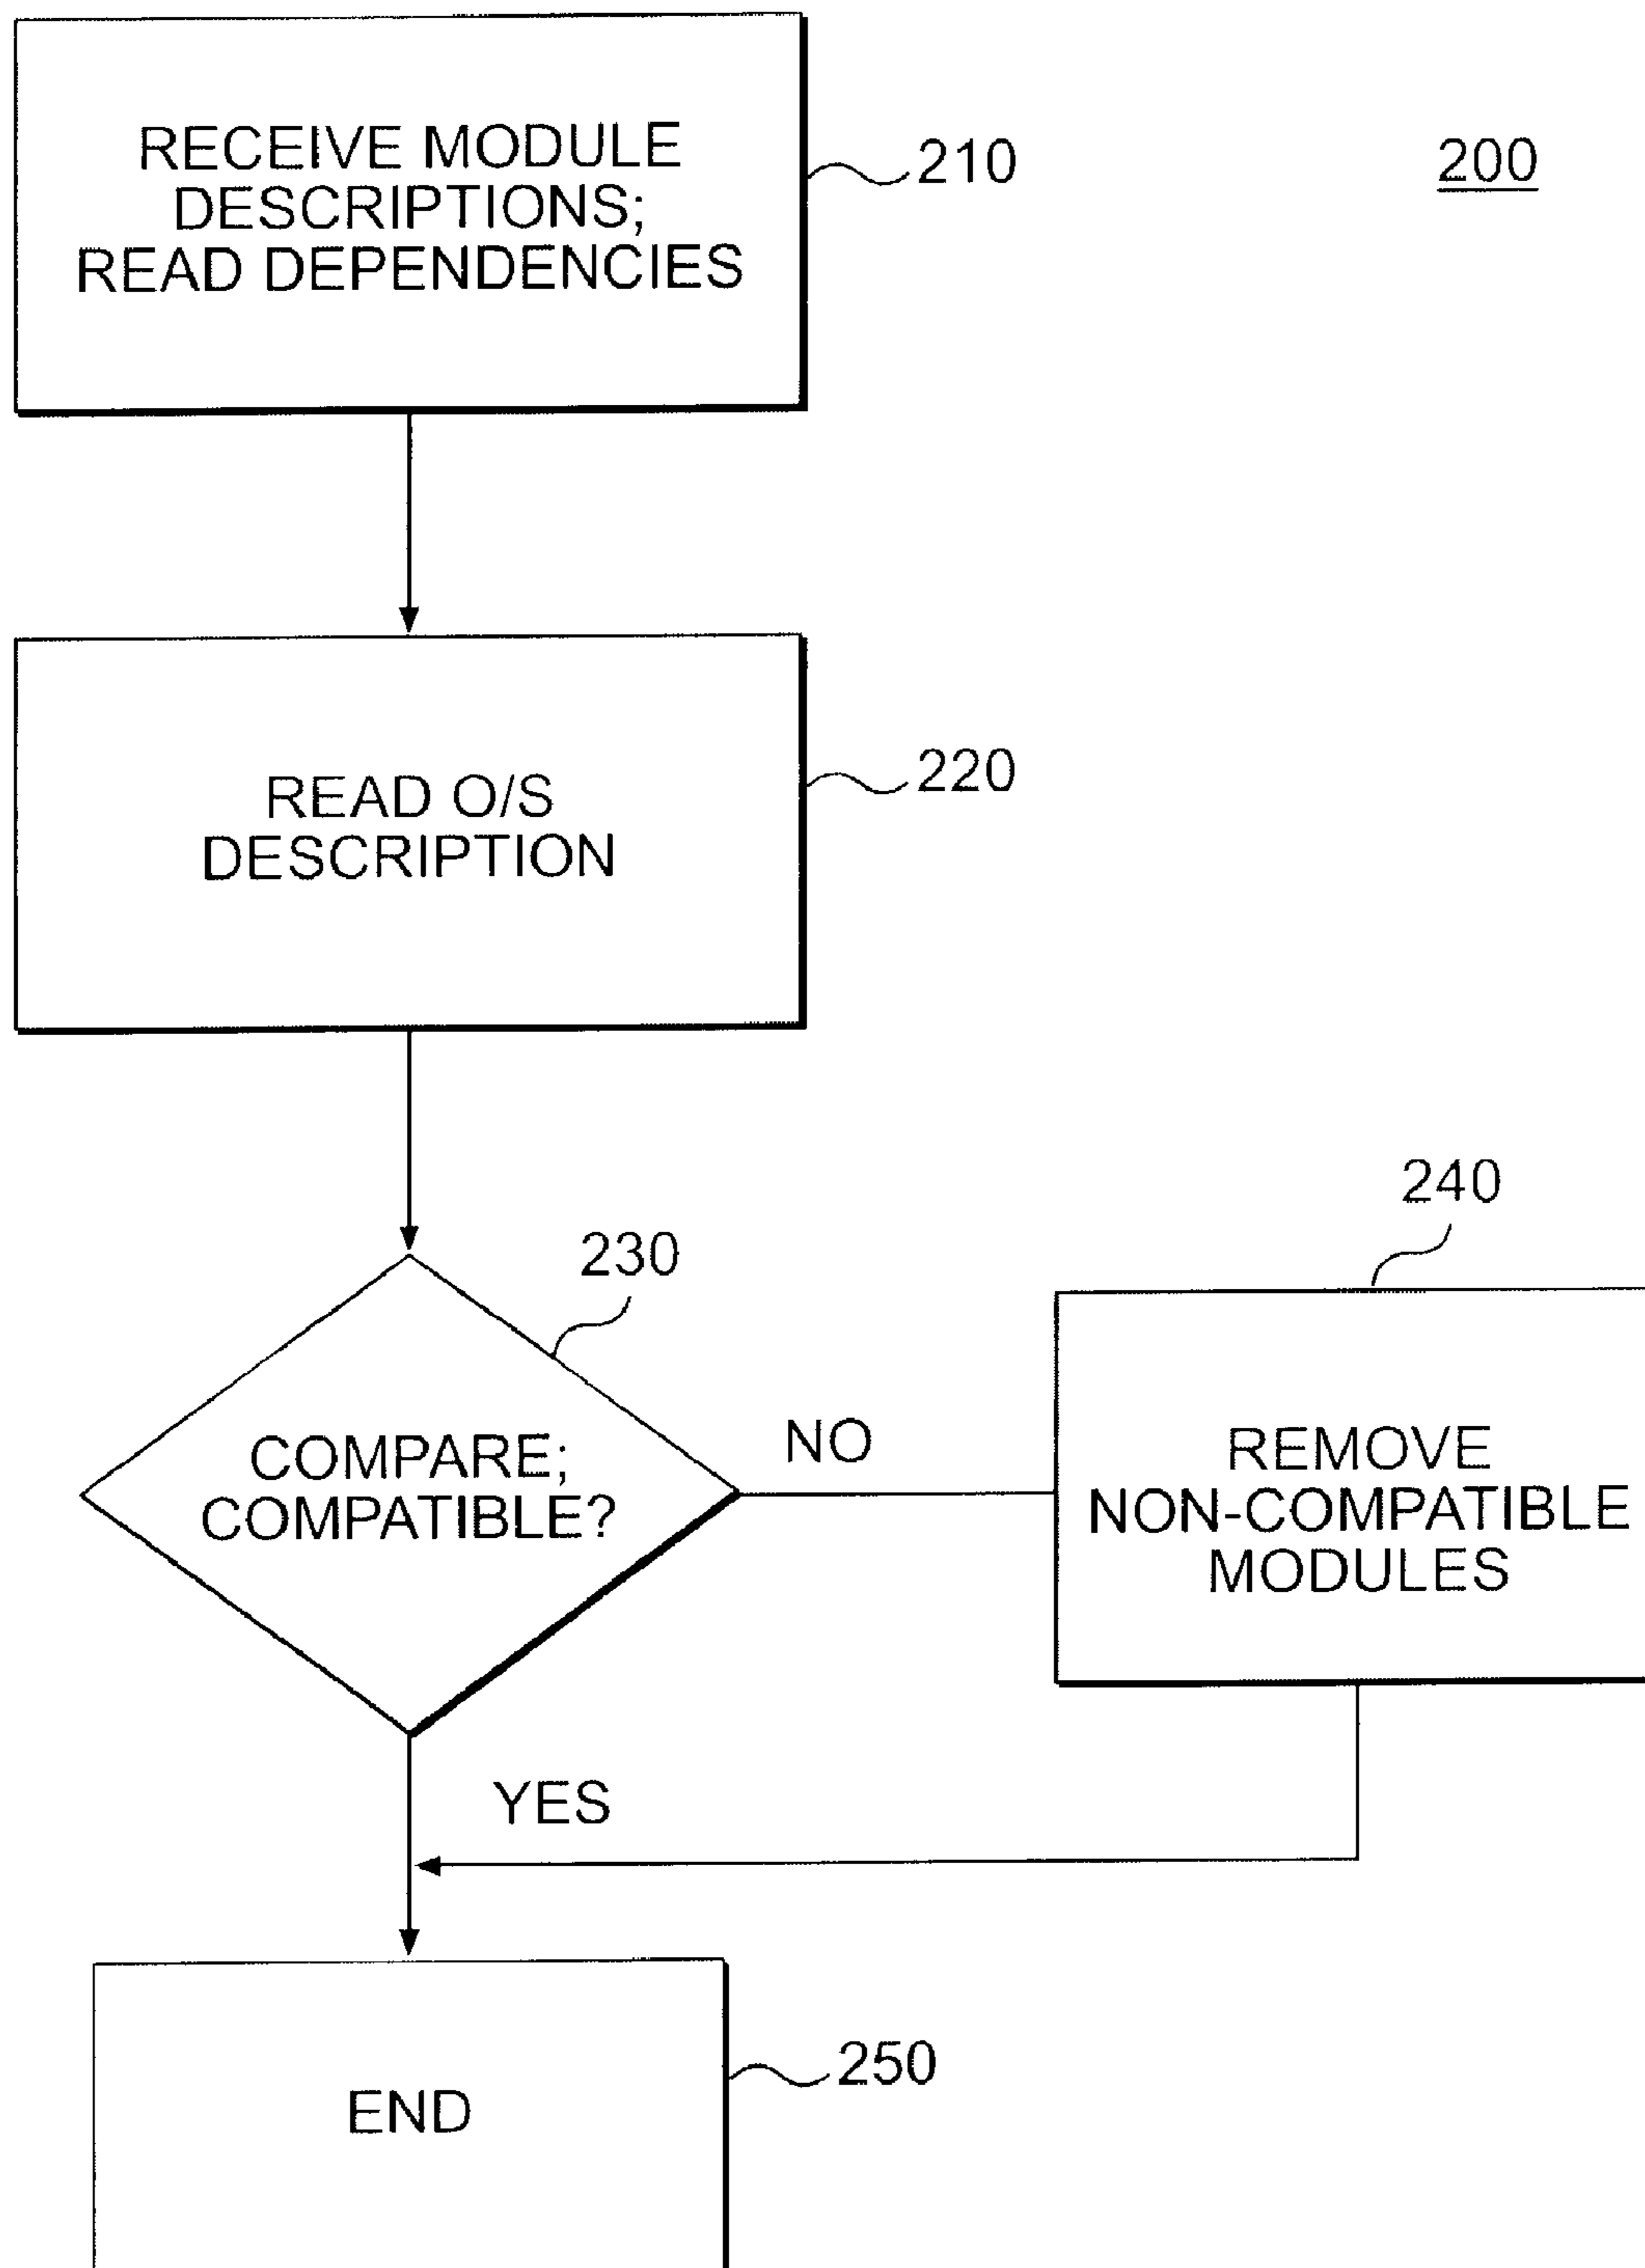 RECEIVE MODULE
DESCRIPTIONS;
READ DEPENDENCIES
210
200
READ O/S
DESCRIPTION
220
230
COMPARE;
COMPATIBLE?
NO
240
REMOVE
NON-COMPATIBLE
MODULES
YES
END
250